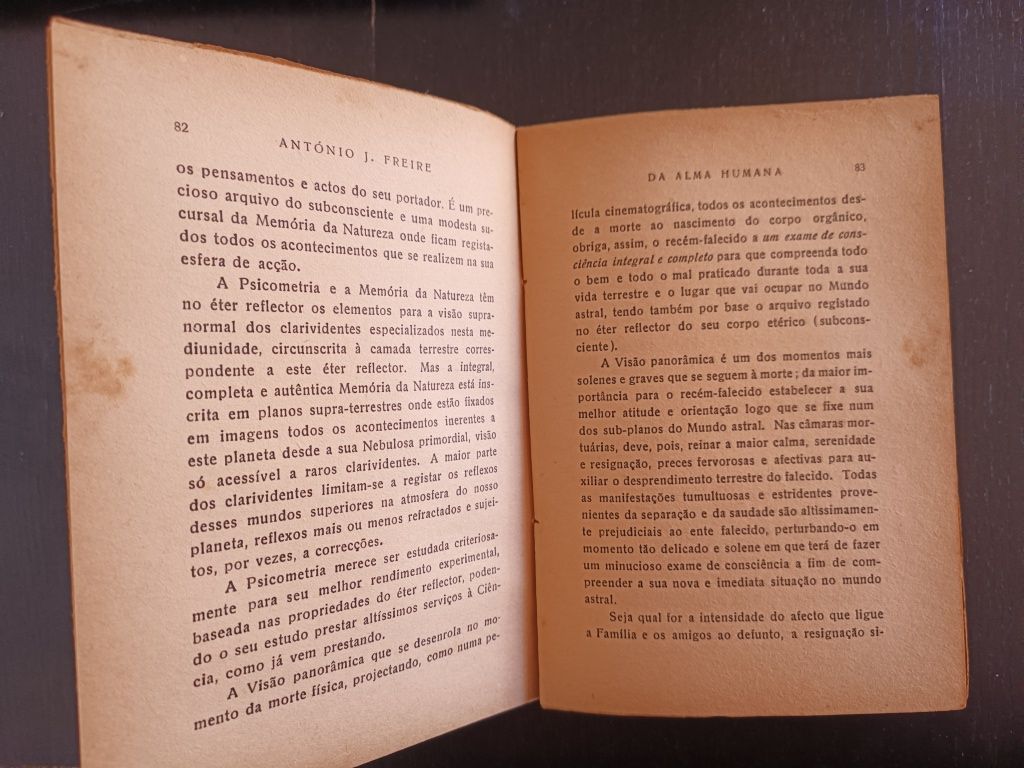 82
ANTÓNIO J. FREIRE
os pensamentos e actos do seu portador. É um pre-
cioso arquivo do subconsciente e uma modesta su-
cursal da Memória da Natureza onde ficam regista-
dos todos os acontecimentos que se realizem na sua
esfera de acção.
A Psicometria e a Memória da Natureza têm
no éter reflector os elementos para a visão supra-
normal dos clarividentes especializados nesta me-
diunidade, circunscrita à camada terrestre corres-
pondente a este éter reflector. Mas a integral,
completa e autêntica Memória da Natureza está ins-
crita em planos supra-terrestres onde estão fixados
em imagens todos os acontecimentos inerentes a
este planeta desde a sua Nebulosa primordial, visão
só acessível a raros clarividentes. A maior parte
dos clarividentes limitam-se a registar os reflexos
desses mundos superiores na atmosfera do nosso
planeta, reflexos mais ou menos refractados e sujei-
tos, por vezes, a correcções.
A Psicometria merece ser estudada criteriosa-
mente para seu melhor rendimento experimental,
baseada nas propriedades do éter reflector, poden-
do o seu estudo prestar altíssimos serviços à Ciên-
cia, como já vem prestando.
A Visão panorâmica que se desenrola no mo-
mento da morte física, projectando, como numa pe-
DA ALMA HUMANA
83
lícula cinematográfica, todos os acontecimentos des-
de a morte ao nascimento do corpo orgânico,
obriga, assim, o recém-falecido a um exame de cons-
ciência integral e completo para que compreenda todo
o bem e todo o mal praticado durante toda a sua
vida terrestre e o lugar que vai ocupar no Mundo
astral, tendo também por base o arquivo registado
no éter reflector do seu corpo etérico (subcons-
ciente).
A Visão panorâmica é um dos momentos mais
solenes e graves que se seguem à morte; da maior im-
portância para o recém-falecido estabelecer a sua
melhor atitude e orientação logo que se fixe num
dos sub-planos do Mundo astral. Nas câmaras mor-
tuárias, deve, pois, reinar a maior calma, serenidade
e resignação, preces fervorosas e afectivas para au-
xiliar o desprendimento terrestre do falecido. Todas
as manifestações tumultuosas e estridentes prove-
nientes da separação e da saudade são altissimamen-
te prejudiciais ao ente falecido, perturbando-o em
momento tão delicado e solene em que terá de fazer
um minucioso exame de consciência a fim de com-
preender a sua nova e imediata situação no mundo
astral.
Seja qual for a intensidade do afecto que ligue
a Família e os amigos ao defunto, a resignação si-